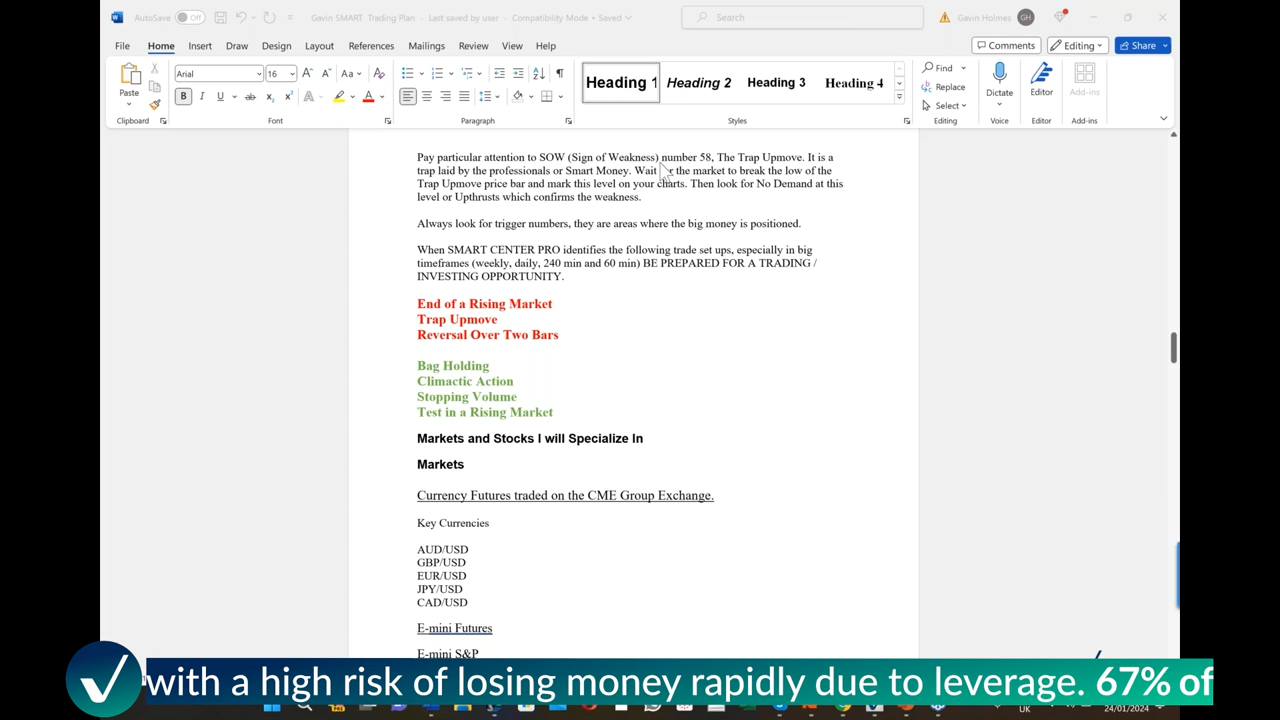 AutoSave Off Gavin SMART Trading Plan - Last saved by user - Compatibility Mode • Saved Search Gavin Holmes GH
File Home Insert Draw Design Layout References Mailings Review View Help Comments Editing Share
Paste Arial 16 Heading 1 Heading 2 Heading 3 Heading 4 Find Replace Select Dictate Editor Add-ins
Clipboard Font Paragraph Styles Editing Voice Editor Add-ins
Pay particular attention to SOW (Sign of Weakness) number 58, The Trap Upmove. It is a
trap laid by the professionals or Smart Money. Wait for the market to break the low of the
Trap Upmove price bar and mark this level on your charts. Then look for No Demand at this
level or Upthrusts which confirms the weakness.
Always look for trigger numbers, they are areas where the big money is positioned.
When SMART CENTER PRO identifies the following trade set ups, especially in big
timeframes (weekly, daily, 240 min and 60 min) BE PREPARED FOR A TRADING /
INVESTING OPPORTUNITY.
End of a Rising Market
Trap Upmove
Reversal Over Two Bars
Bag Holding
Climactic Action
Stopping Volume
Test in a Rising Market
Markets and Stocks I will Specialize In
Markets
Currency Futures traded on the CME Group Exchange.
Key Currencies
AUD/USD
GBP/USD
EUR/USD
JPY/USD
CAD/USD
E-mini Futures
E-mini S&P
with a high risk of losing money rapidly due to leverage. 67% of
UK 24/01/2024